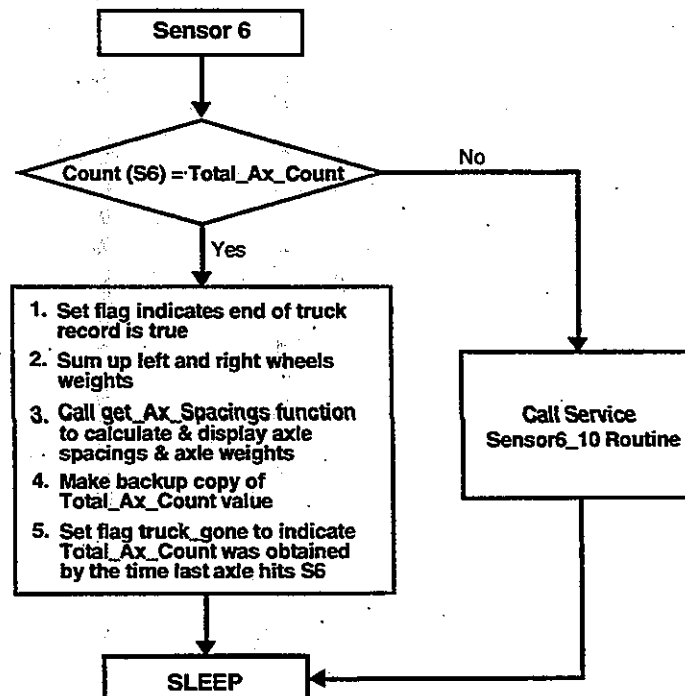 Sensor 6
Count (S6) = Total_Ax_Count
No
Yes
1. Set flag indicates end of truck
record is true
2. Sum up left and right wheels
weights
3. Call get_Ax_Spacings function
to calculate & display axle
spacings & axle weights
4. Make backup copy of
Total_Ax_Count value
5. Set flag truck_gone to indicate
Total_Ax_Count was obtained
by the time last axle hits S6
Call Service
Sensor6_10 Routine
SLEEP